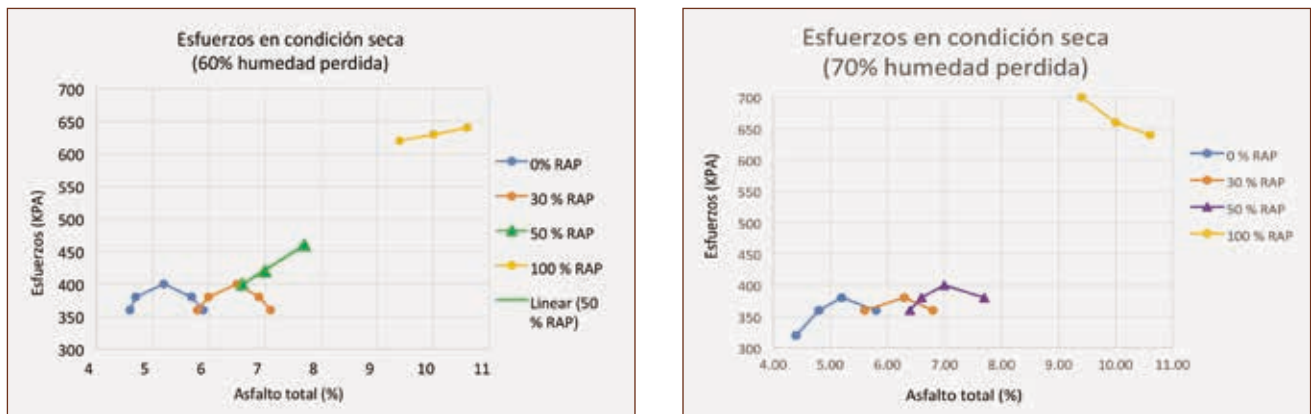 Esfuerzos en condición seca
(60% humedad perdida)
700
650
600
550
500
450
400
350
300
Esfuerzos (KPA)
4 5 6 7 8 9 10 11
Asfalto total (%)
0% RAP
30 % RAP
50 % RAP
100 % RAP
Linear (50
% RAP)
Esfuerzos en condición seca
(70% humedad perdida)
700
650
600
550
500
450
400
350
300
Esfuerzos (KPA)
4.00 5.00 6.00 7.00 8.00 9.00 10.00 11.00
Asfalto total (%)
0 % RAP
30 % RAP
50 % RAP
100 % RAP